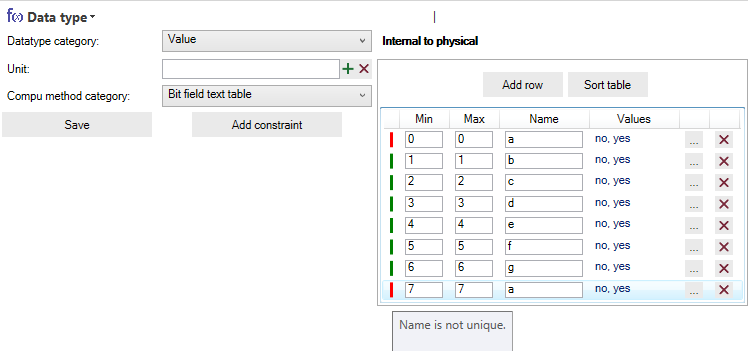 f(x) Data type
Datatype category: Value
Internal to physical
Unit:
Compu method category: Bit field text table
Add row Sort table
Save Add constraint
Min Max Name Values
0 0 a no, yes ...
1 1 b no, yes ...
2 2 c no, yes ...
3 3 d no, yes ...
4 4 e no, yes ...
5 5 f no, yes ...
6 6 g no, yes ...
7 7 a no, yes ...
Name is not unique.